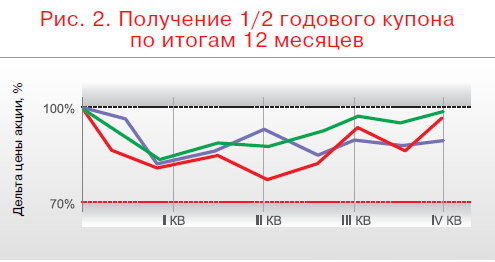 Рис. 2. Получение 1/2 годового купона
по итогам 12 месяцев
Дельта цены акции, %
100%
70%
I КВ
II КВ
III КВ
IV КВ